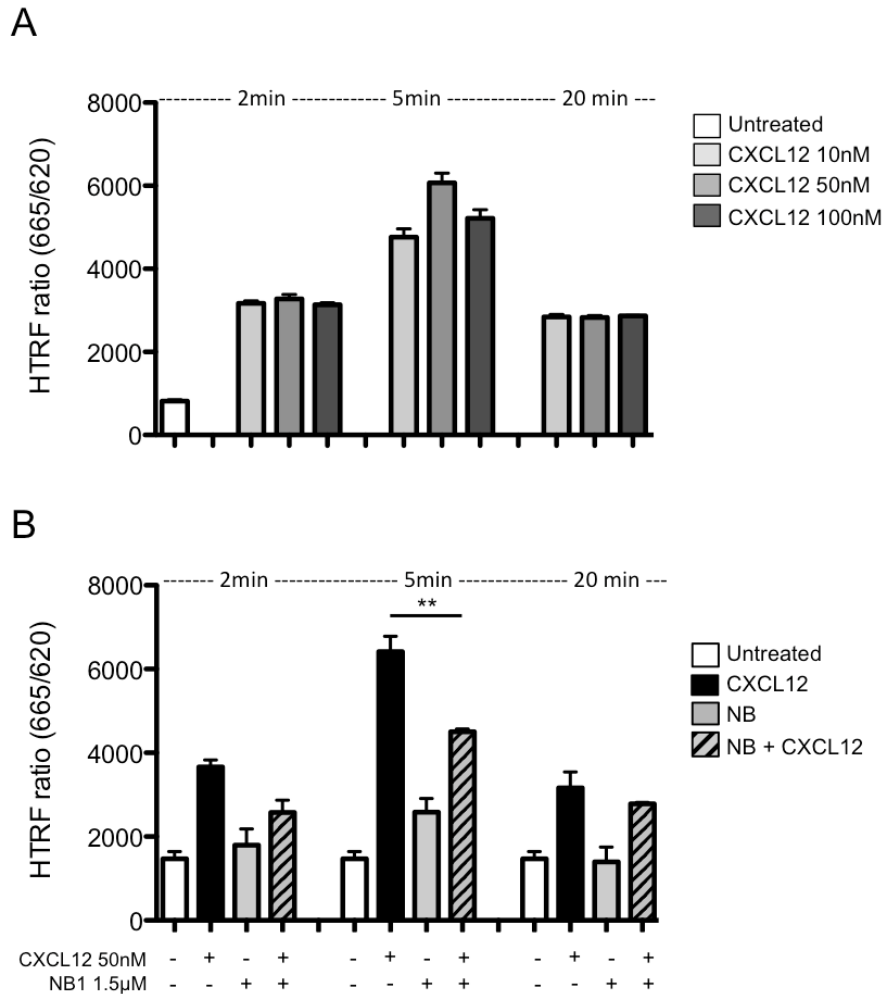 A
2min 5min 20 min
8000
6000
4000
2000
0
HTRF ratio (665/620)
Untreated
CXCL12 10nM
CXCL12 50nM
CXCL12 100nM
B
2min 5min 20 min
8000
6000
4000
2000
0
HTRF ratio (665/620)
**
Untreated
CXCL12
NB
NB + CXCL12
CXCL12 50nM - + - + - + - + - + - +
NB1 1.5µM - - + + - - + + - - + +